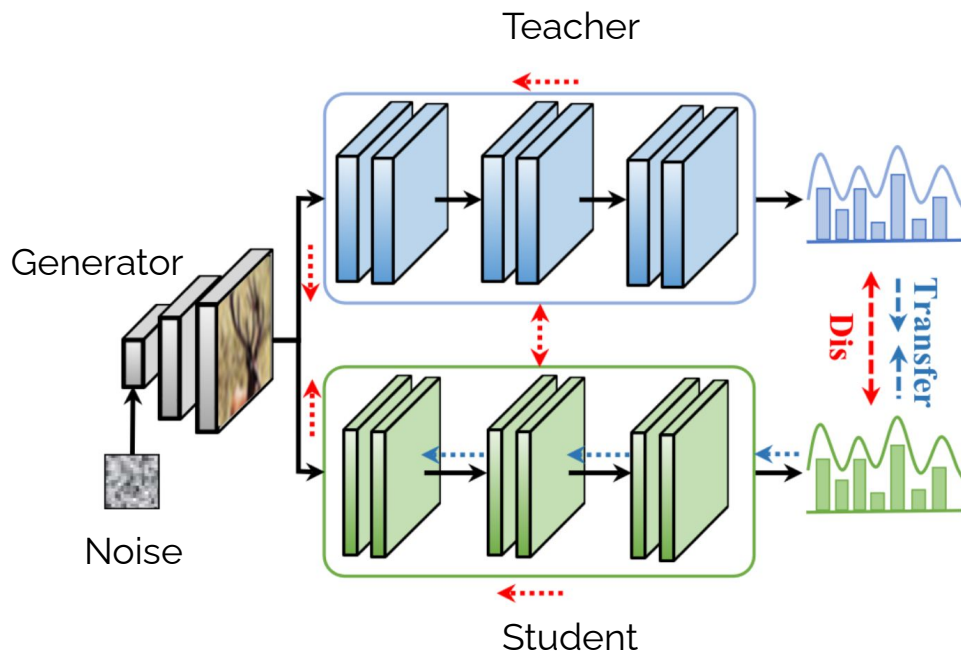 Teacher
Generator
Dis
Transfer
Noise
Student